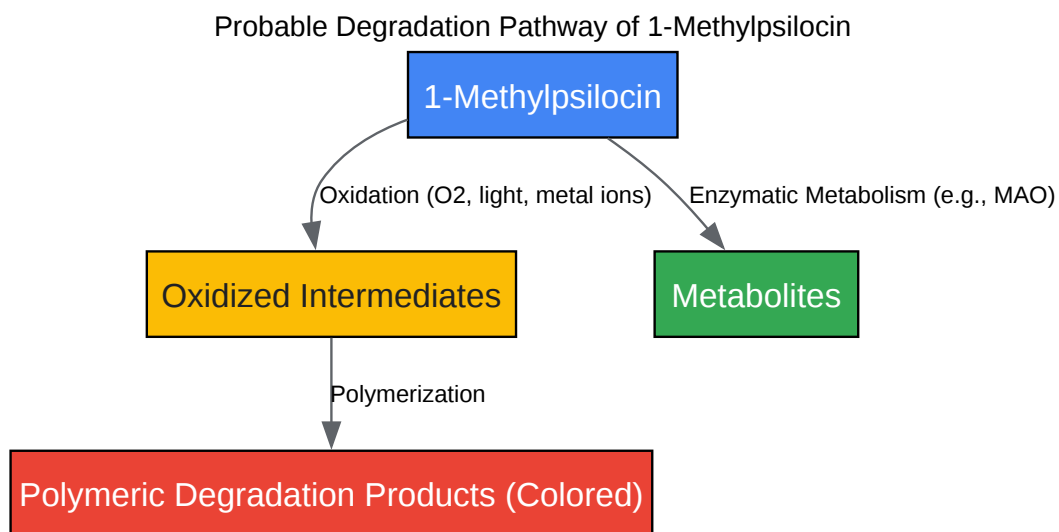 Probable Degradation Pathway of 1-Methylpsilocin
1-Methylpsilocin
Oxidation (O2, light, metal ions)
Enzymatic Metabolism (e.g., MAO)
Oxidized Intermediates
Metabolites
Polymerization
Polymeric Degradation Products (Colored)